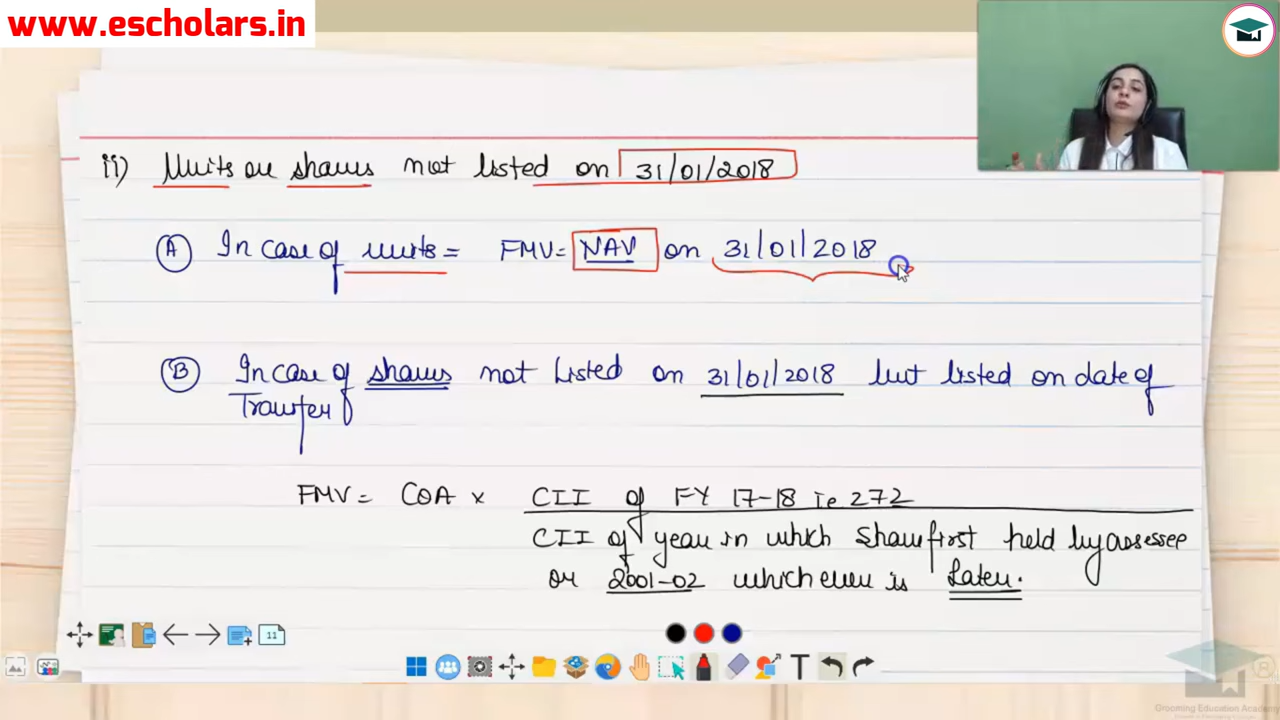 www.escholars.in
ii) Units or shares not listed on 31/01/2018
A In case of units = FMV = NAV on 31/01/2018
B In case of shares not listed on 31/01/2018 but listed on date of
Transfer
FMV = COA × CII of FY 17-18 ie 272
CII of year in which share first held by assessee
or 2001-02 whichever is later.
11
T
Grooming Education Academy